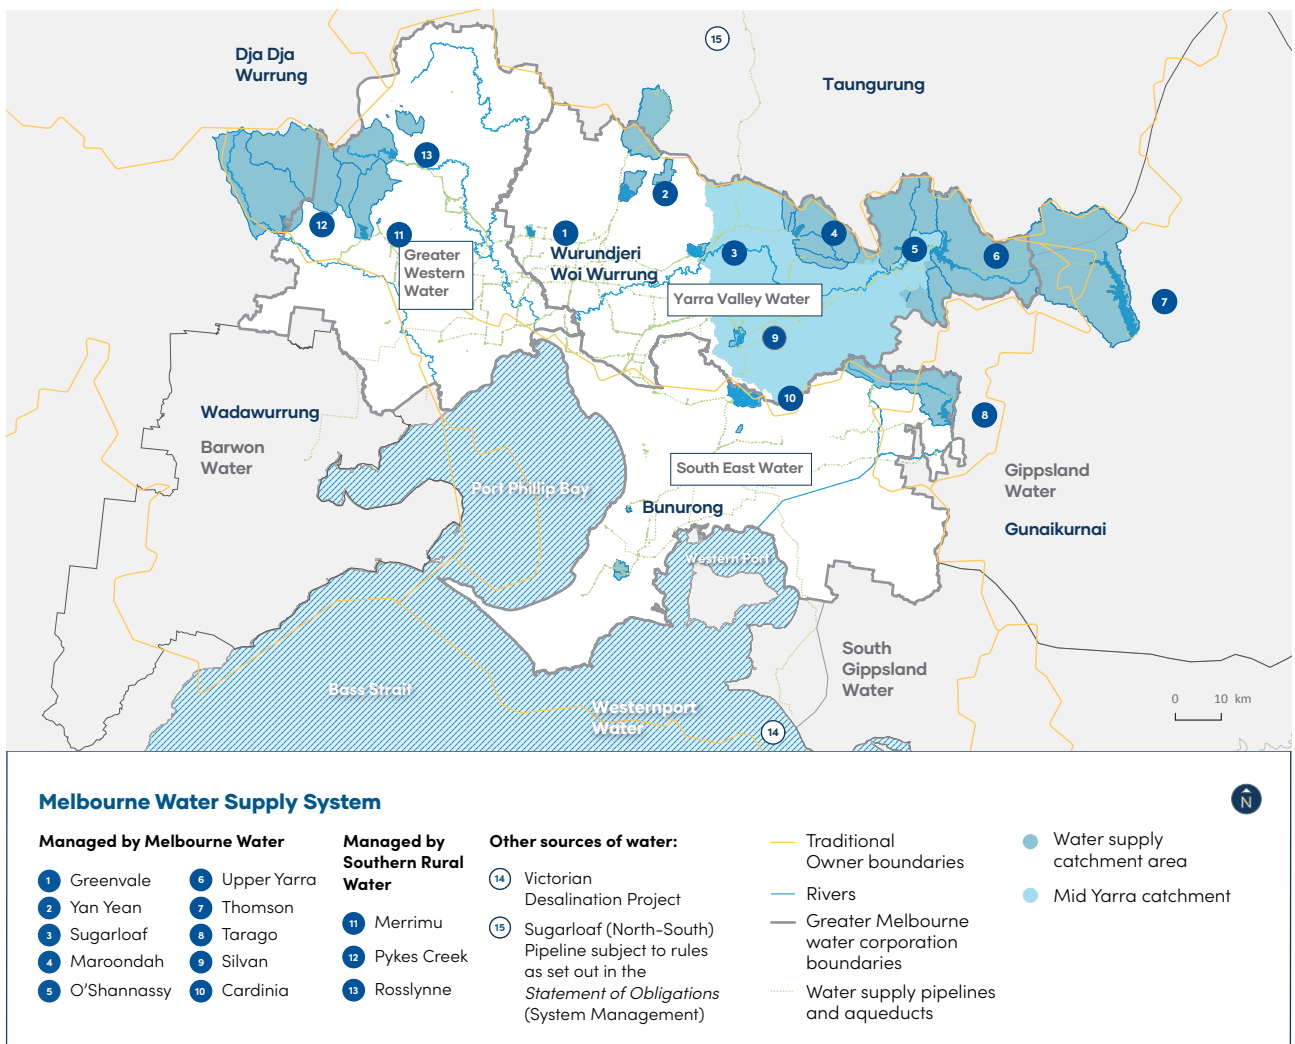 Dja Dja
Wurrung
15
Taungurung
13
2
12
11
1
Wurundjeri
Woi Wurrung
3
4
5
6
7
Greater
Western
Water
Yarra Valley Water
9
10
8
Wadawurrung
Barwon
Water
South East Water
Port Phillip Bay
Bunurong
Gippsland
Water
Gunaikurnai
Western Port
South
Gippsland
Water
Bass Strait
Westernport
Water
14
0 10 km
Melbourne Water Supply System
N
Managed by Melbourne Water
1 Greenvale
2 Yan Yean
3 Sugarloaf
4 Maroondah
5 O'Shannassy
6 Upper Yarra
7 Thomson
8 Tarago
9 Silvan
10 Cardinia
Managed by
Southern Rural
Water
11 Merrimu
12 Pykes Creek
13 Rosslynne
Other sources of water:
14 Victorian
Desalination Project
15 Sugarloaf (North-South)
Pipeline subject to rules
as set out in the
Statement of Obligations
(System Management)
Traditional
Owner boundaries
Rivers
Greater Melbourne
water corporation
boundaries
Water supply pipelines
and aqueducts
Water supply
catchment area
Mid Yarra catchment